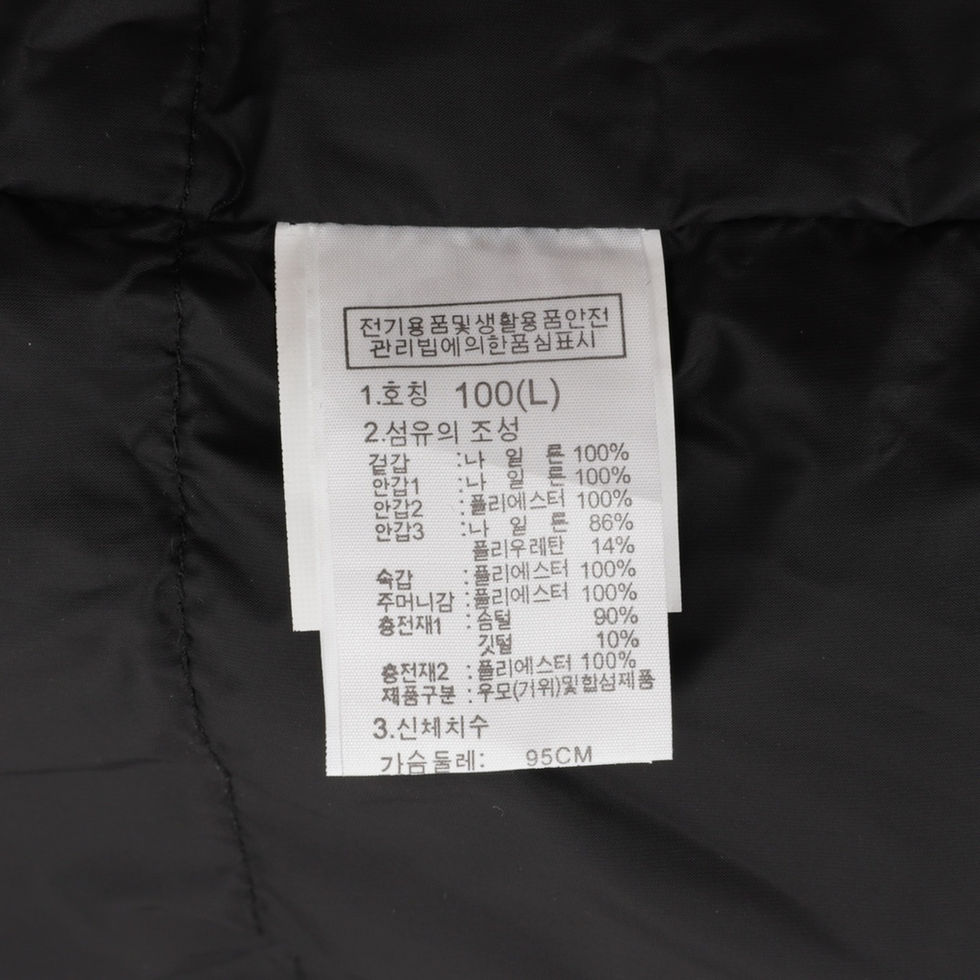 전기용품및생활용품안전
관리법에의한품심표시
1.호칭 100(L)
2.섬유의 조성
겉감 :나 일 론 100%
안감1 :나 일 론 100%
안감2 :폴리에스터 100%
안감3 :나 일 론 86%
폴리우레탄 14%
속감 :폴리에스터 100%
주머니감 :폴리에스터 100%
충전재1 :솜털 90%
깃털 10%
충전재2 :폴리에스터 100%
제품구분 :우모(거위)및합섬제품
3.신체치수
가슴둘레: 95CM